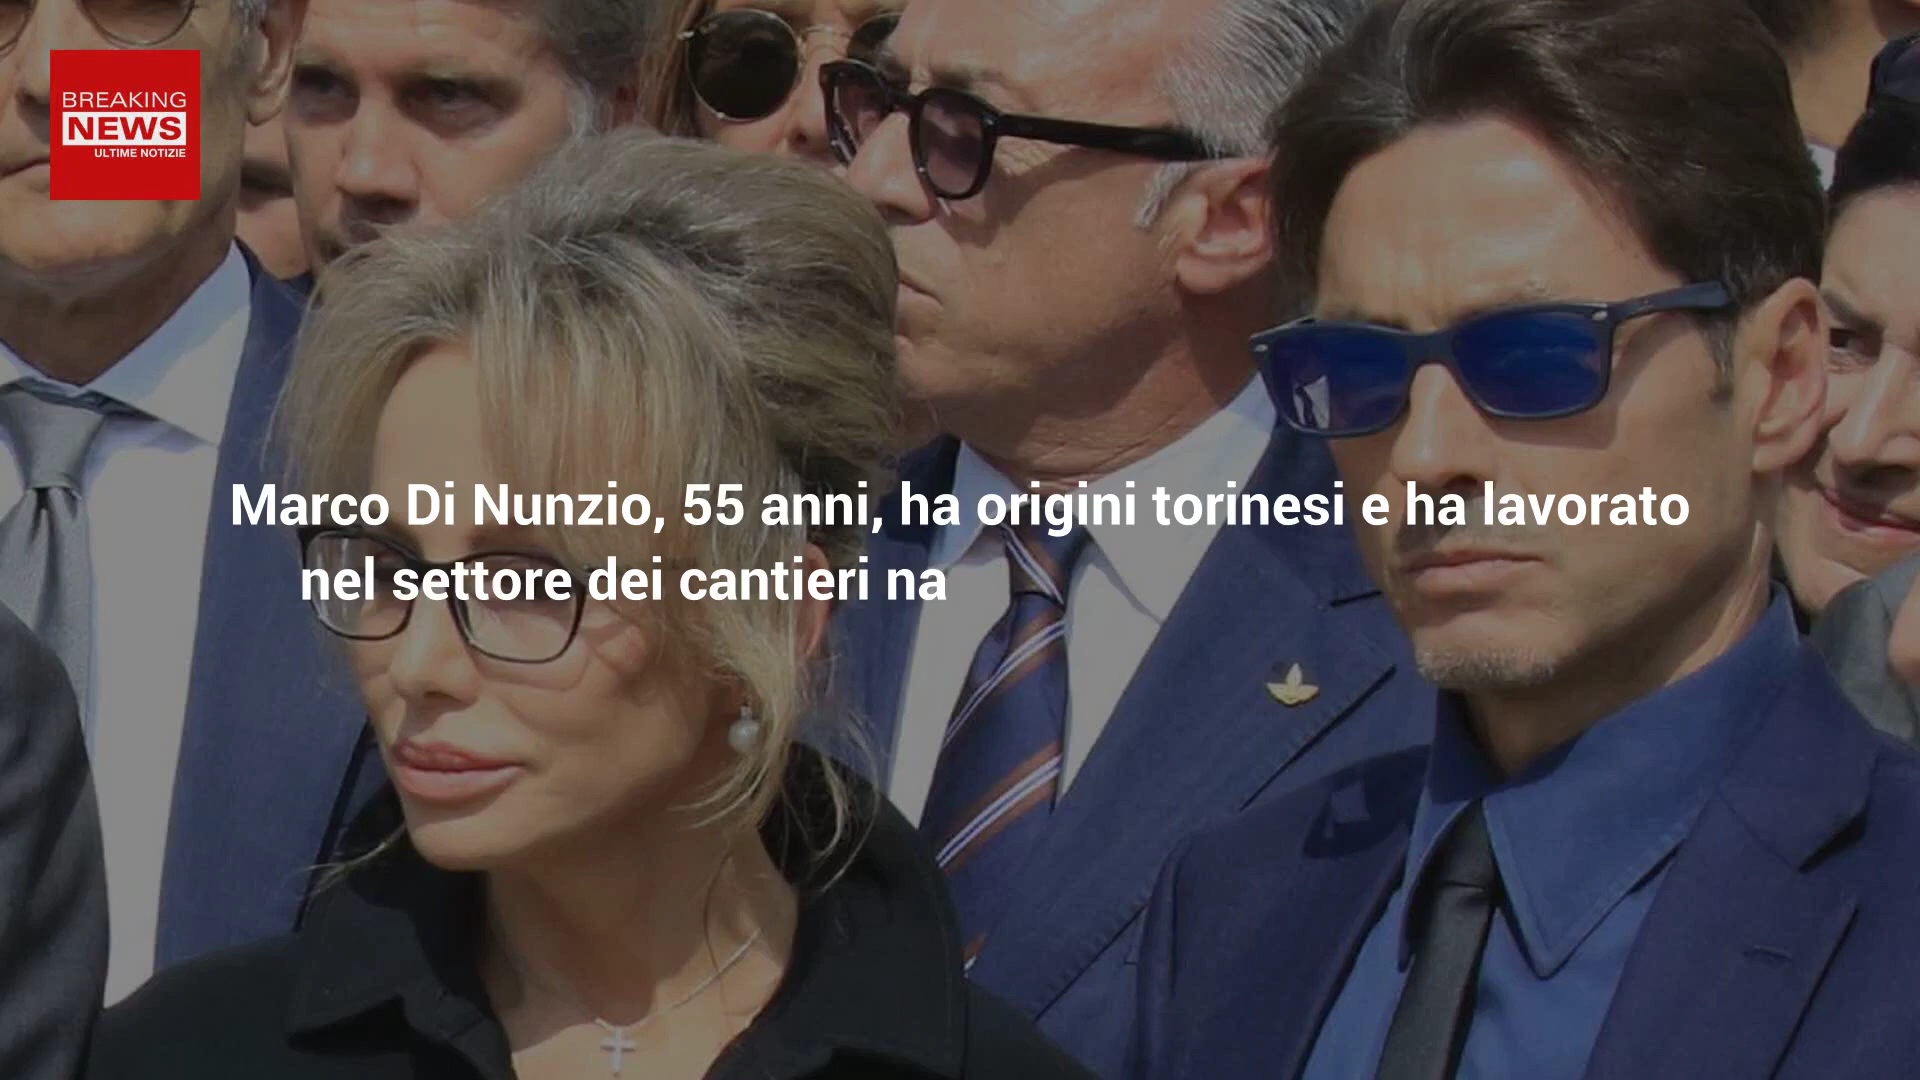 BREAKING
NEWS
ULTIME NOTIZIE
Marco Di Nunzio, 55 anni, ha origini torinesi e ha lavorato
nel settore dei cantieri na